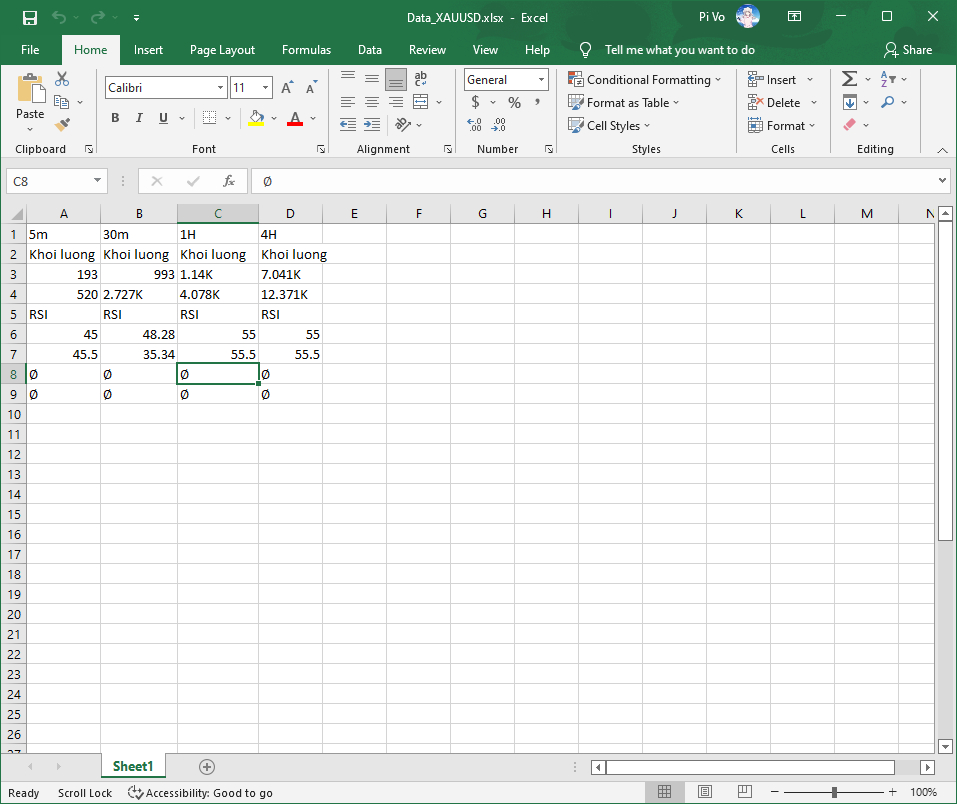 Data_XAUUSD.xlsx - Excel
Pi Vo
File Home Insert Page Layout Formulas Data Review View Help Tell me what you want to do Share
Paste
Calibri 11
B I U A
ab
General
$ % ,
Conditional Formatting
Format as Table
Cell Styles
Insert
Delete
Format
Clipboard Font Alignment Number Styles Cells Editing
C8 fx Ø
A B C D E F G H I J K L M N
1 5m 30m 1H 4H
2 Khoi luong Khoi luong Khoi luong Khoi luong
3 193 993 1.14K 7.041K
4 520 2.727K 4.078K 12.371K
5 RSI RSI RSI RSI
6 45 48.28 55 55
7 45.5 35.34 55.5 55.5
8 Ø Ø Ø Ø
9 Ø Ø Ø Ø
10
11
12
13
14
15
16
17
18
19
20
21
22
23
24
25
26
27
Sheet1
Ready Scroll Lock Accessibility: Good to go 100%